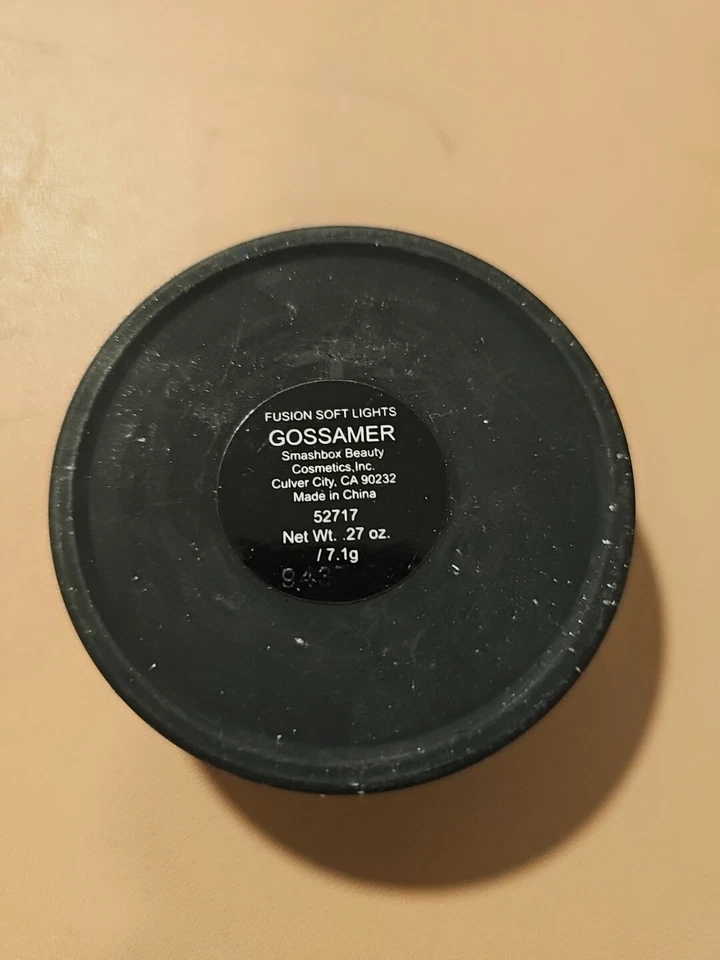 FUSION SOFT LIGHTS
GOSSAMER
Smashbox Beauty
Cosmetics,Inc.
Culver City, CA 90232
Made in China
52717
Net Wt. .27 oz.
/ 7.1g